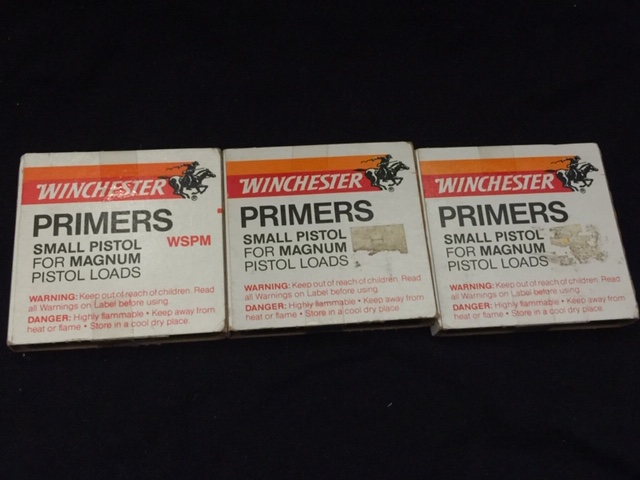 WINCHESTER
PRIMERS
SMALL PISTOL
FOR MAGNUM
PISTOL LOADS
WSPM
WARNING: Keep out of reach of children. Read
all Warnings on Label before using.
DANGER: Highly flammable • Keep away from
heat or flame • Store in a cool dry place.
WINCHESTER
PRIMERS
SMALL PISTOL
FOR MAGNUM
PISTOL LOADS
WARNING: Keep out of reach of children. Read
all Warnings on Label before using.
DANGER: Highly flammable • Keep away from
heat or flame • Store in a cool dry place.
WINCHESTER
PRIMERS
SMALL PISTOL
FOR MAGNUM
PISTOL LOADS
WARNING: Keep out of reach of children. Read
all Warnings on Label before using.
DANGER: Highly flammable • Keep away from
heat or flame • Store in a cool dry place.